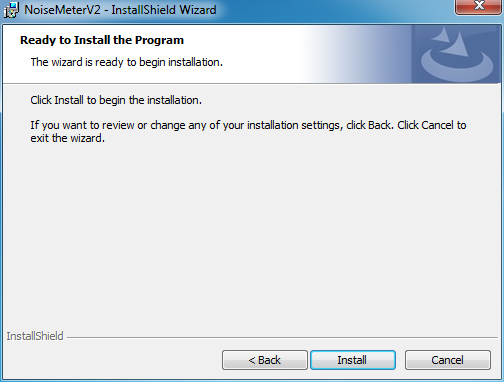 NoiseMeterV2 - InstallShield Wizard
Ready to Install the Program
The wizard is ready to begin installation.
Click Install to begin the installation.
If you want to review or change any of your installation settings, click Back. Click Cancel to
exit the wizard.
InstallShield
< Back Install Cancel